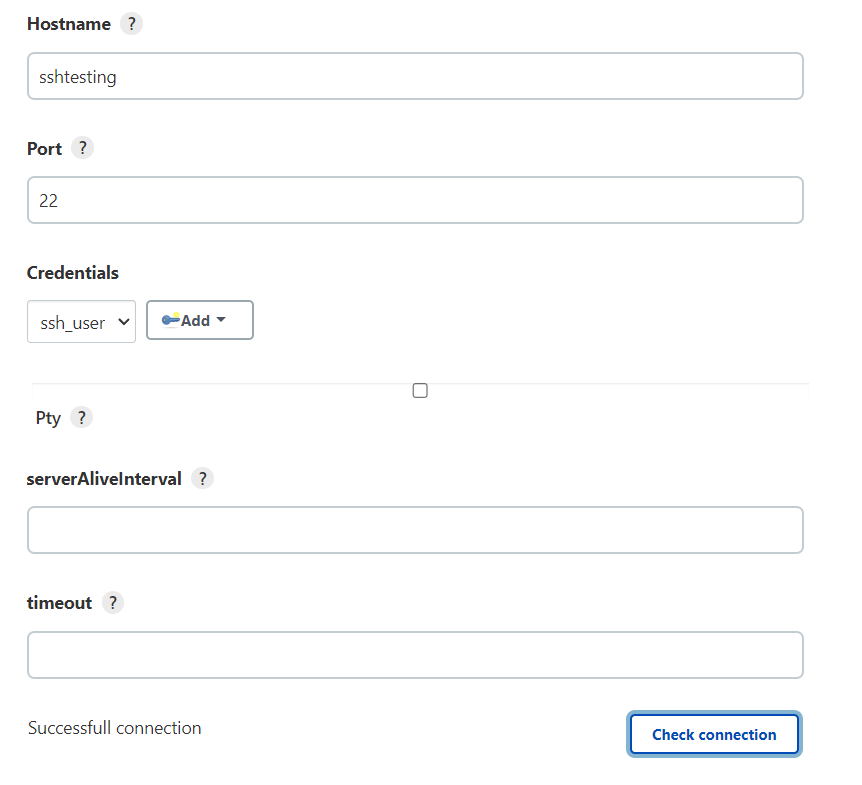 Hostname ?
sshtesting
Port ?
22
Credentials
ssh_user Add
Pty ?
serverAliveInterval ?
timeout ?
Successfull connection Check connection